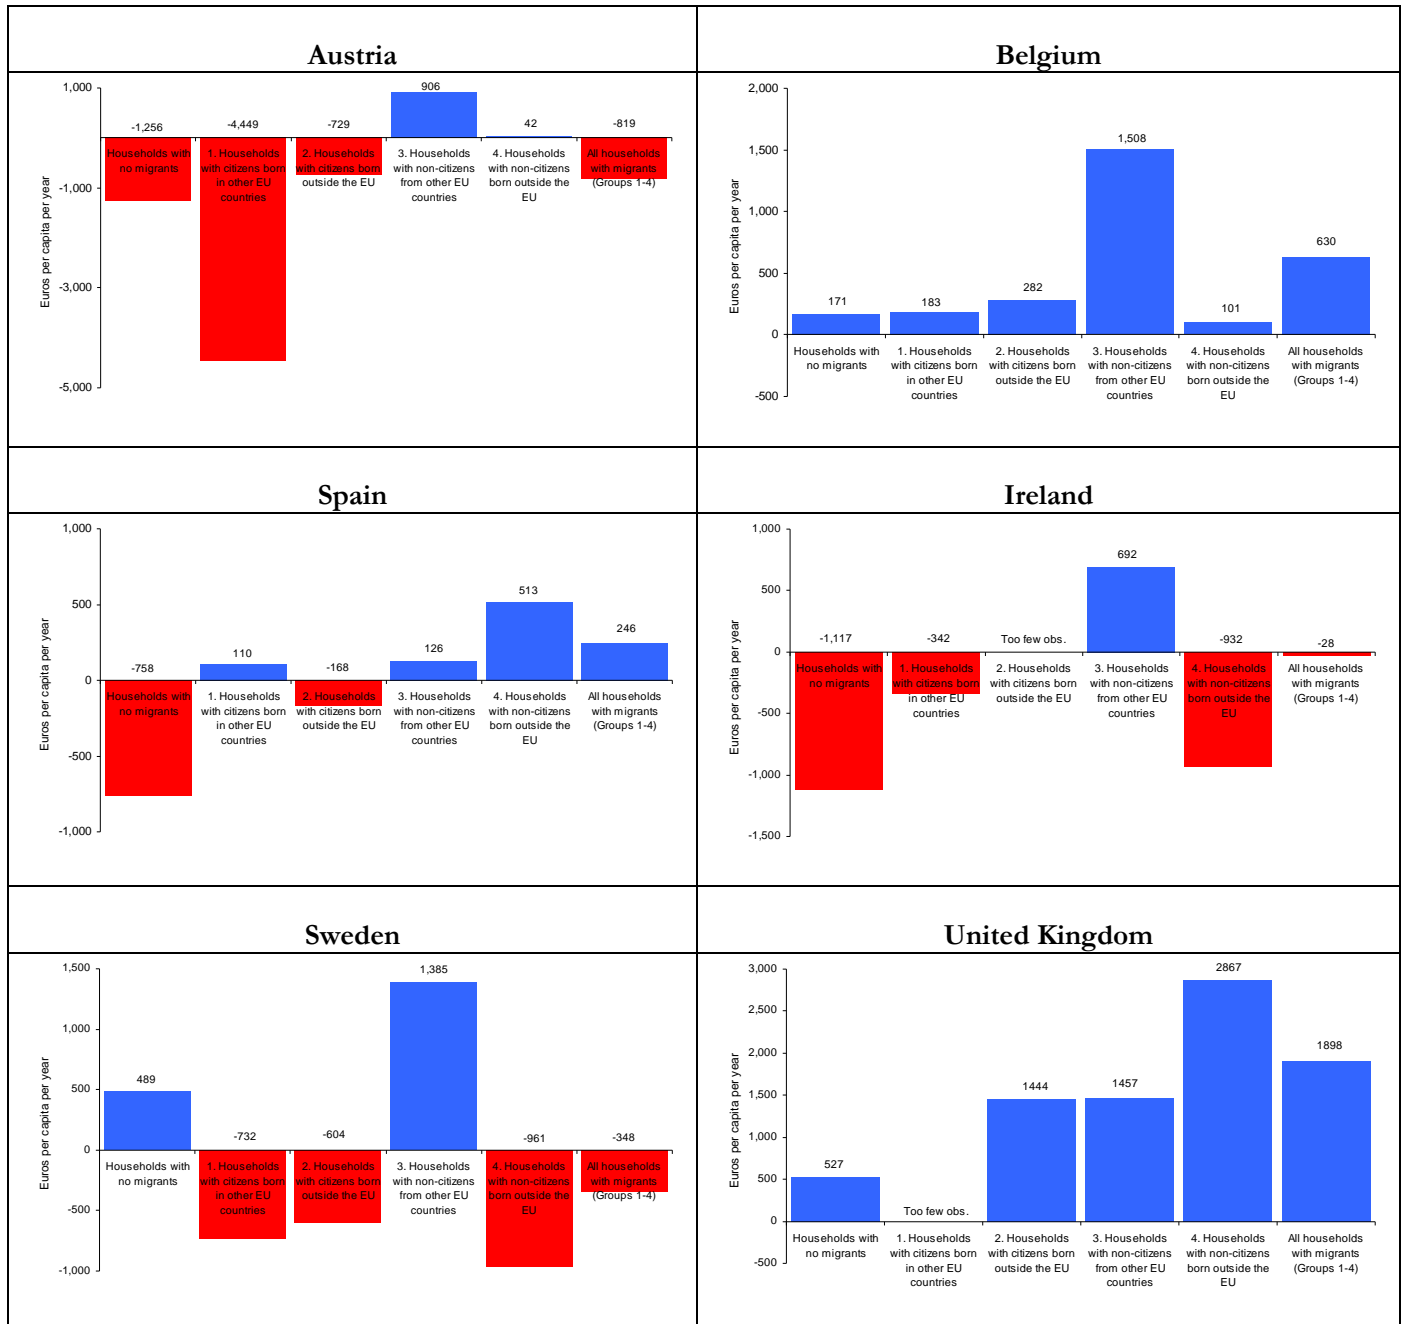 Austria
Belgium
1,000
-1,000
-3,000
-5,000
Euros per capita per year
-1,256
-4,449
-729
906
42
-819
Households with
no migrants
1. Households
with citizens born
in other EU
countries
2. Households
with citizens born
outside the EU
3. Households
with non-citizens
from other EU
countries
4. Households
with non-citizens
born outside the
EU
All households
with migrants
(Groups 1-4)
2,000
1,500
1,000
500
0
-500
Euros per capita per year
171
183
282
1,508
101
630
Households with
no migrants
1. Households
with citizens born
in other EU
countries
2. Households
with citizens born
outside the EU
3. Households
with non-citizens
from other EU
countries
4. Households
with non-citizens
born outside the
EU
All households
with migrants
(Groups 1-4)
Spain
Ireland
1,000
500
0
-500
-1,000
Euros per capita per year
-758
110
-168
126
513
246
Households with
no migrants
1. Households
with citizens born
in other EU
countries
2. Households
with citizens born
outside the EU
3. Households
with non-citizens
from other EU
countries
4. Households
with non-citizens
born outside the
EU
All households
with migrants
(Groups 1-4)
1,000
500
0
-500
-1,000
-1,500
Euros per capita per year
-1,117
-342
Too few obs.
692
-932
-28
Households with
no migrants
1. Households
with citizens born
in other EU
countries
2. Households
with citizens born
outside the EU
3. Households
with non-citizens
from other EU
countries
4. Households
with non-citizens
born outside the
EU
All households
with migrants
(Groups 1-4)
Sweden
United Kingdom
1,500
1,000
500
0
-500
-1,000
Euros per capita per year
489
-732
-604
1,385
-961
-348
Households with
no migrants
1. Households
with citizens born
in other EU
countries
2. Households
with citizens born
outside the EU
3. Households
with non-citizens
from other EU
countries
4. Households
with non-citizens
born outside the
EU
All households
with migrants
(Groups 1-4)
3,000
2,500
2,000
1,500
1,000
500
0
-500
Euros per capita per year
527
Too few obs.
1444
1457
2867
1898
Households with
no migrants
1. Households
with citizens born
in other EU
countries
2. Households
with citizens born
outside the EU
3. Households
with non-citizens
from other EU
countries
4. Households
with non-citizens
born outside the
EU
All households
with migrants
(Groups 1-4)